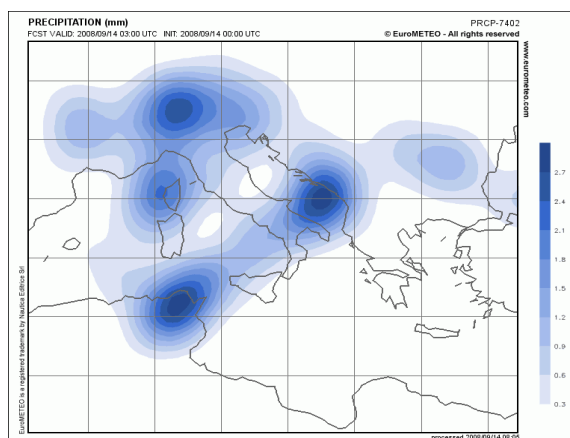 PRECIPITATION (mm)
PRCP-7402
FCST VALID: 2008/09/14 03:00 UTC INIT: 2008/09/14 00:00 UTC
© EuroMETEO - All rights reserved
www.eurometeo.com
2.7
2.4
2.1
1.8
1.5
1.2
0.9
0.6
0.3
EuroMETEO is a registered trademark by Nautica Editrice Srl
processed 2008/09/14 08:05